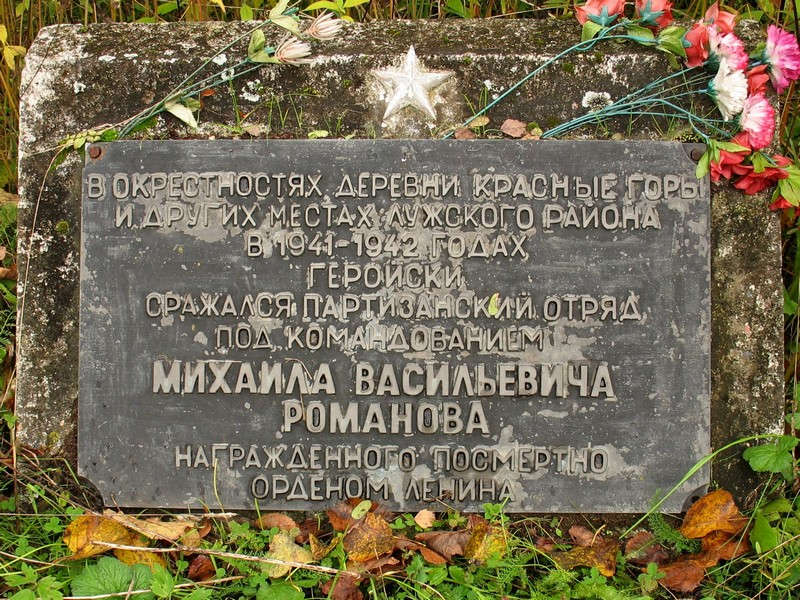 В ОКРЕСТНОСТЯХ ДЕРЕВНИ КРАСНЫЕ ГОРЫ
И ДРУГИХ МЕСТАХ ЛУЖСКОГО РАЙОНА
В 1941-1942 ГОДАХ
ГЕРОЙСКИ
СРАЖАЛСЯ ПАРТИЗАНСКИЙ ОТРЯД
ПОД КОМАНДОВАНИЕМ
МИХАИЛА ВАСИЛЬЕВИЧА
РОМАНОВА
НАГРАЖДЕННОГО ПОСМЕРТНО
ОРДЕНОМ ЛЕНИНА